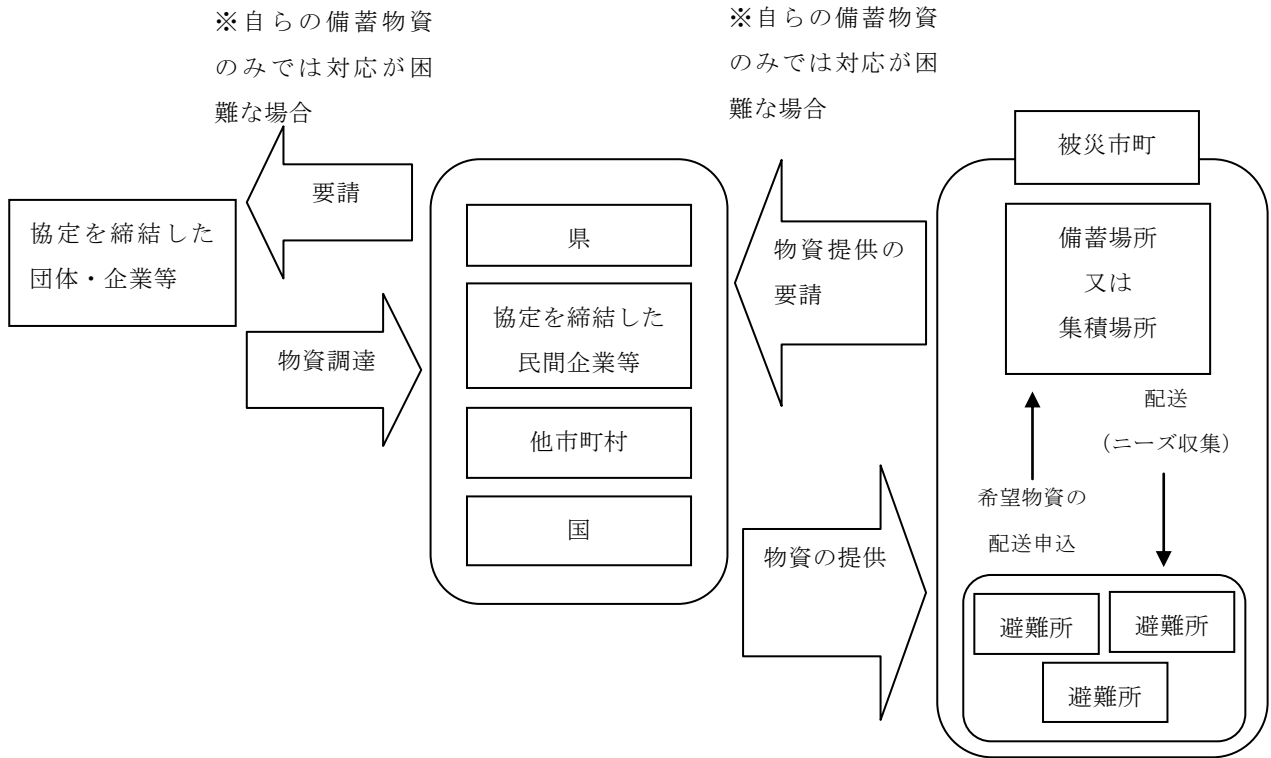 ※自らの備蓄物資
のみでは対応が困
難な場合
※自らの備蓄物資
のみでは対応が困
難な場合
協定を締結した
団体・企業等
要請
物資調達
県
協定を締結した
民間企業等
他市町村
国
物資提供の
要請
物資の提供
被災市町
備蓄場所
又は
集積場所
配送
（ニーズ収集）
希望物資の
配送申込
避難所
避難所
避難所